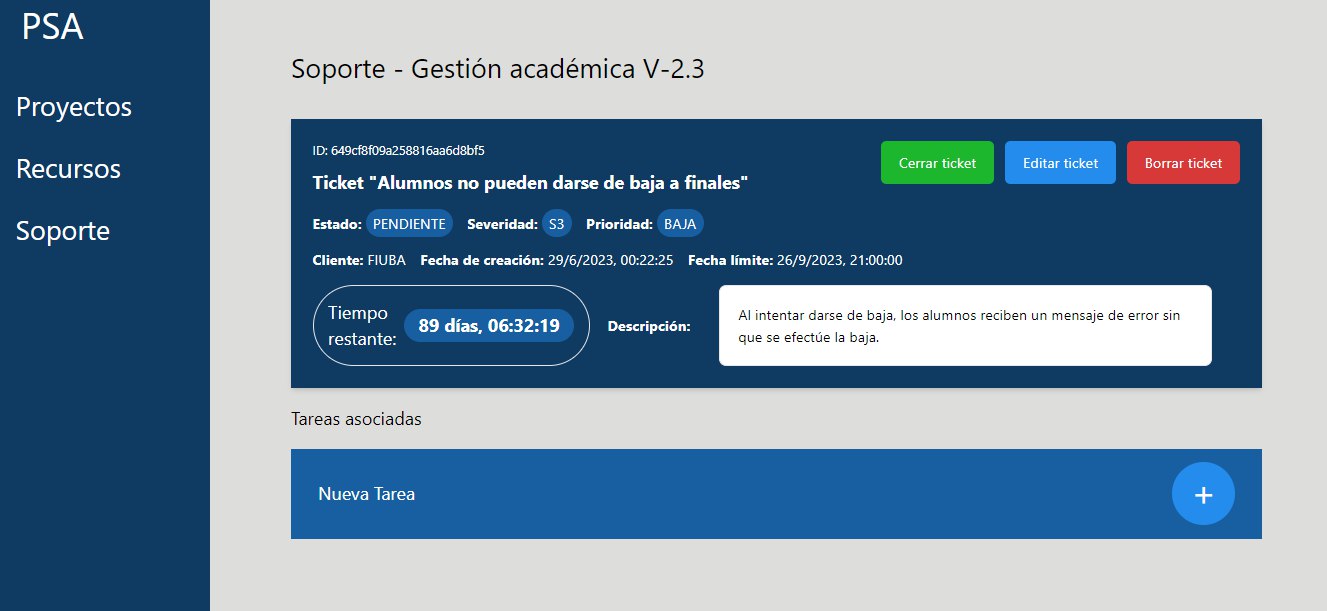 PSA
Proyectos
Recursos
Soporte
Soporte - Gestión académica V-2.3
ID: 649cf8f09a258816aa6d8bf5
Cerrar ticket
Editar ticket
Borrar ticket
Ticket "Alumnos no pueden darse de baja a finales"
Estado: PENDIENTE Severidad: S3 Prioridad: BAJA
Cliente: FIUBA Fecha de creación: 29/6/2023, 00:22:25 Fecha límite: 26/9/2023, 21:00:00
Tiempo
restante:
89 días, 06:32:19
Descripción:
Al intentar darse de baja, los alumnos reciben un mensaje de error sin
que se efectúe la baja.
Tareas asociadas
Nueva Tarea
+